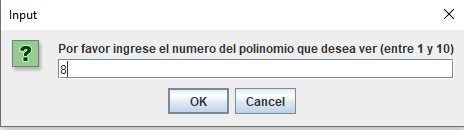 Input
Por favor ingrese el numero del polinomio que desea ver (entre 1 y 10)
8
OK Cancel